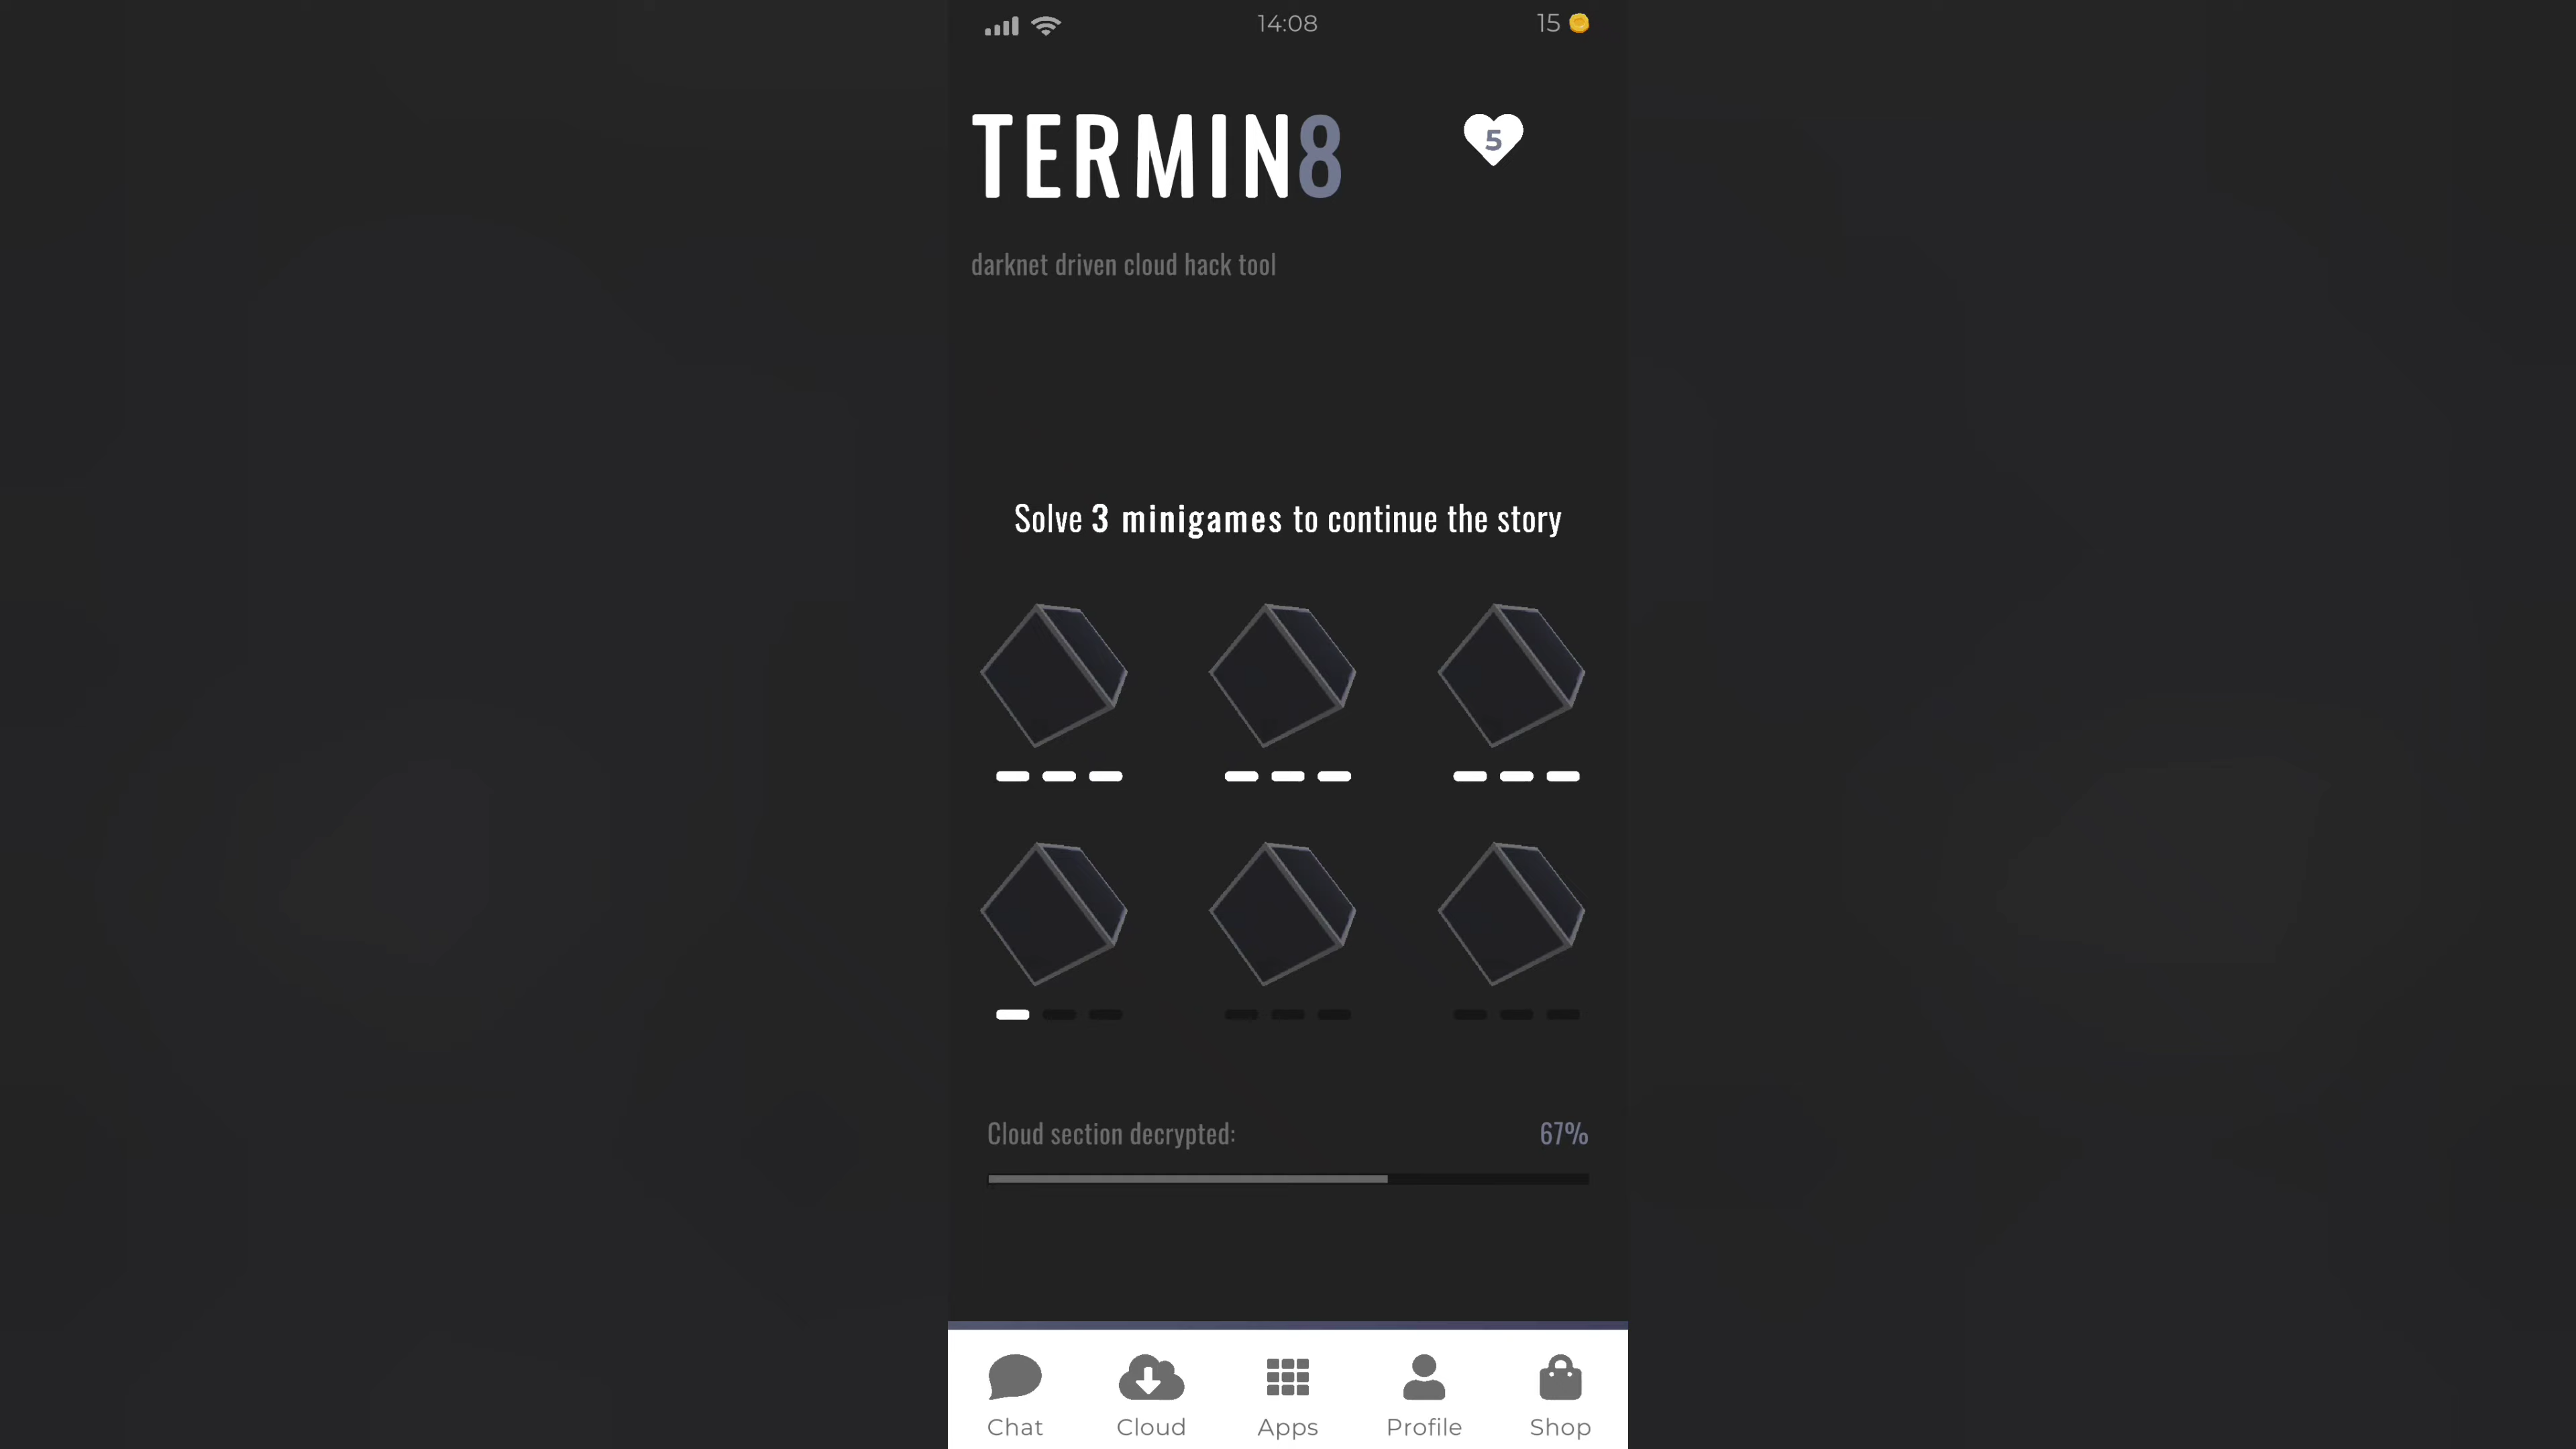 14:08
15
TERMIN8
5
darknet driven cloud hack tool
Solve 3 minigames to continue the story
Cloud section decrypted:
67%
Chat
Cloud
Apps
Profile
Shop